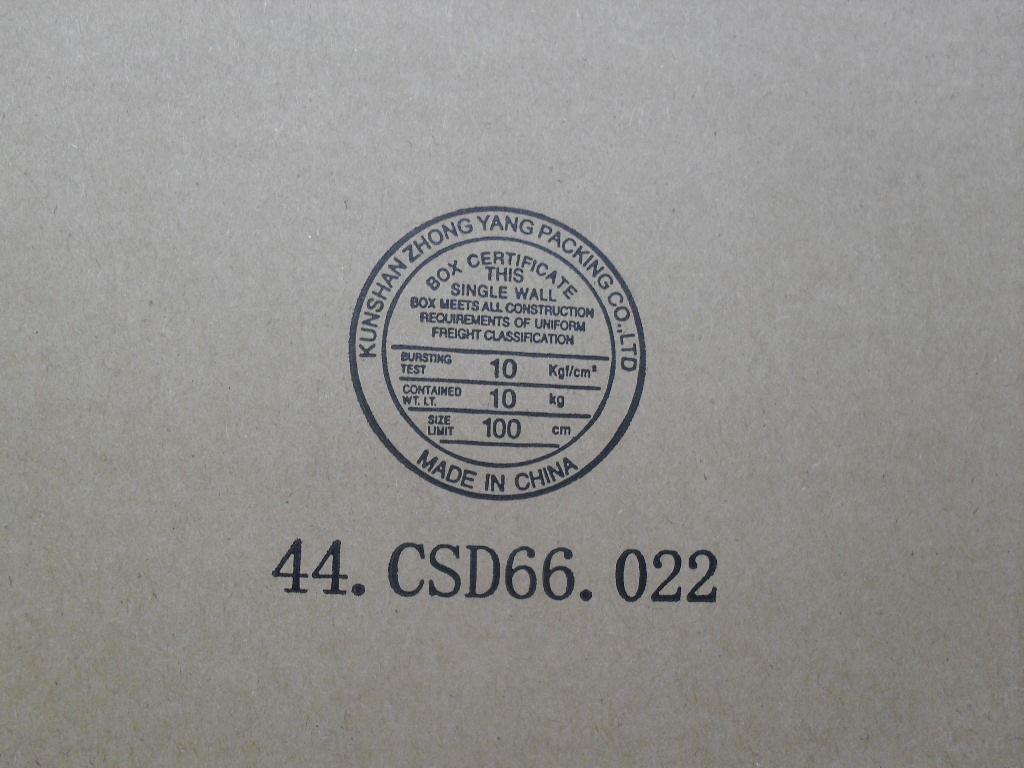 KUNSHAN ZHONG YANG PACKING CO.,LTD
BOX CERTIFICATE
THIS
SINGLE WALL
BOX MEETS ALL CONSTRUCTION
REQUIREMENTS OF UNIFORM
FREIGHT CLASSIFICATION
BURSTING TEST 10 Kgf/cm²
CONTAINED WT. LT. 10 kg
SIZE LIMIT 100 cm
MADE IN CHINA
44.CSD66.022